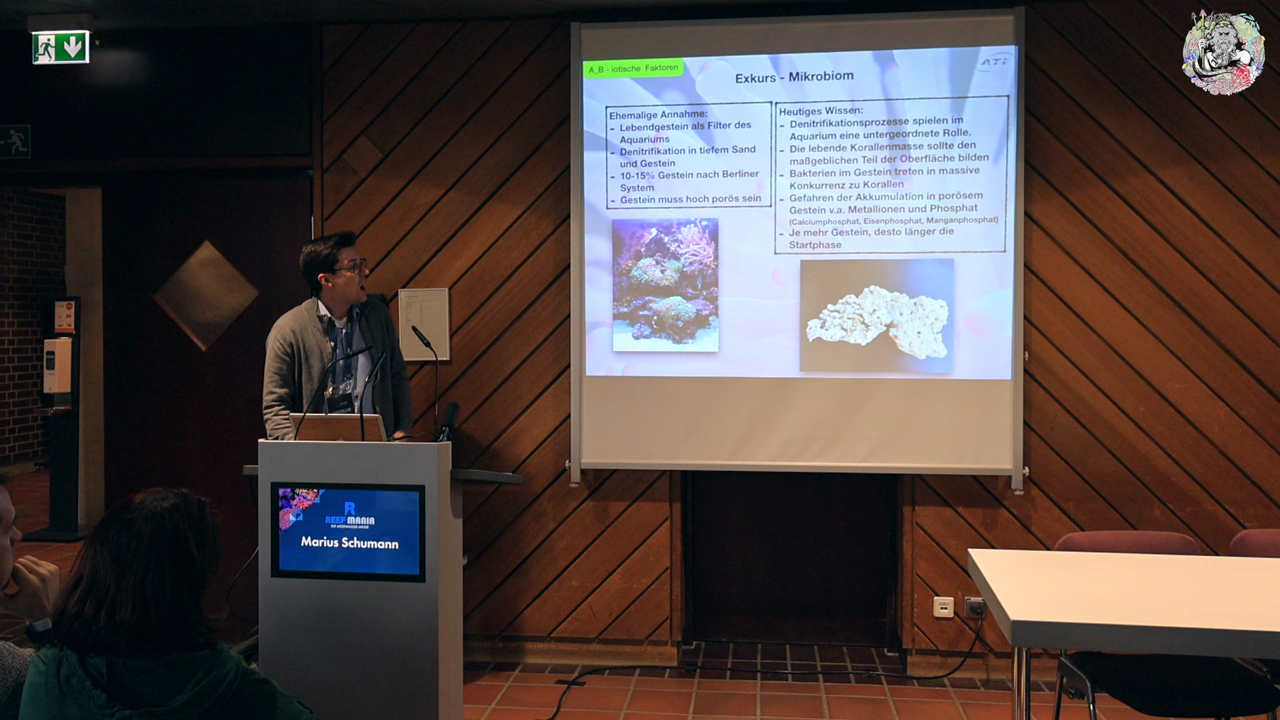 A_B - iotische Faktoren
Exkurs - Mikrobiom
ATI
Ehemalige Annahme:
- Lebendgestein als Filter des
Aquariums
- Denitrifikation in tiefem Sand
und Gestein
- 10-15% Gestein nach Berliner
System
- Gestein muss hoch porös sein
Heutiges Wissen:
- Denitrifikationsprozesse spielen im
Aquarium eine untergeordnete Rolle.
- Die lebende Korallenmasse sollte den
maßgeblichen Teil der Oberfläche bilden
- Bakterien im Gestein treten in massive
Konkurrenz zu Korallen
- Gefahren der Akkumulation in porösem
Gestein v.a. Metallionen und Phosphat
(Calciumphosphat, Eisenphosphat, Manganphosphat)
- Je mehr Gestein, desto länger die
Startphase
REEF MANIA
DIE MEERWASSER-MESSE
Marius Schumann